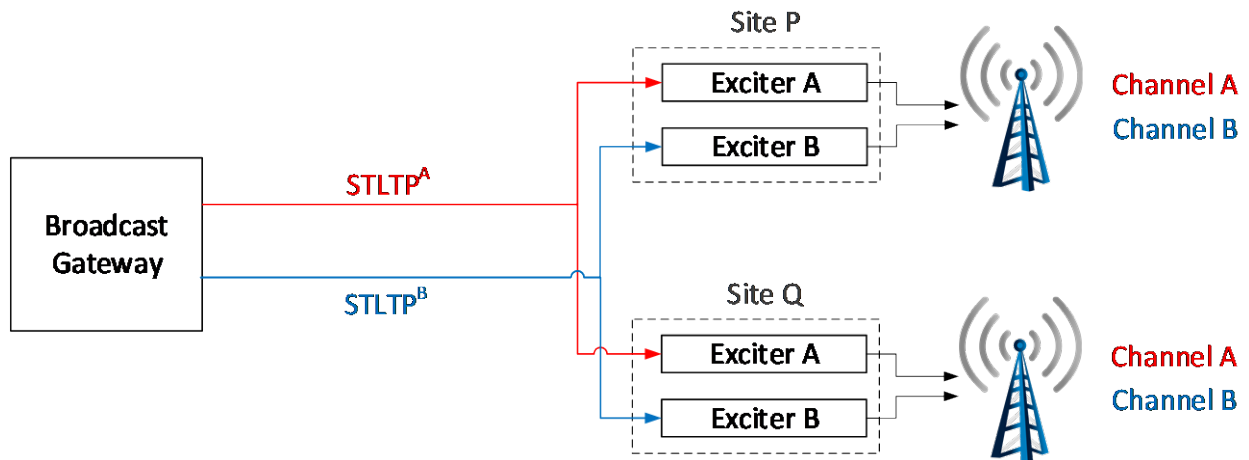 Site P
Exciter A
Exciter B
Channel A
Channel B
STLTP^A
Broadcast
Gateway
STLTP^B
Site Q
Exciter A
Exciter B
Channel A
Channel B